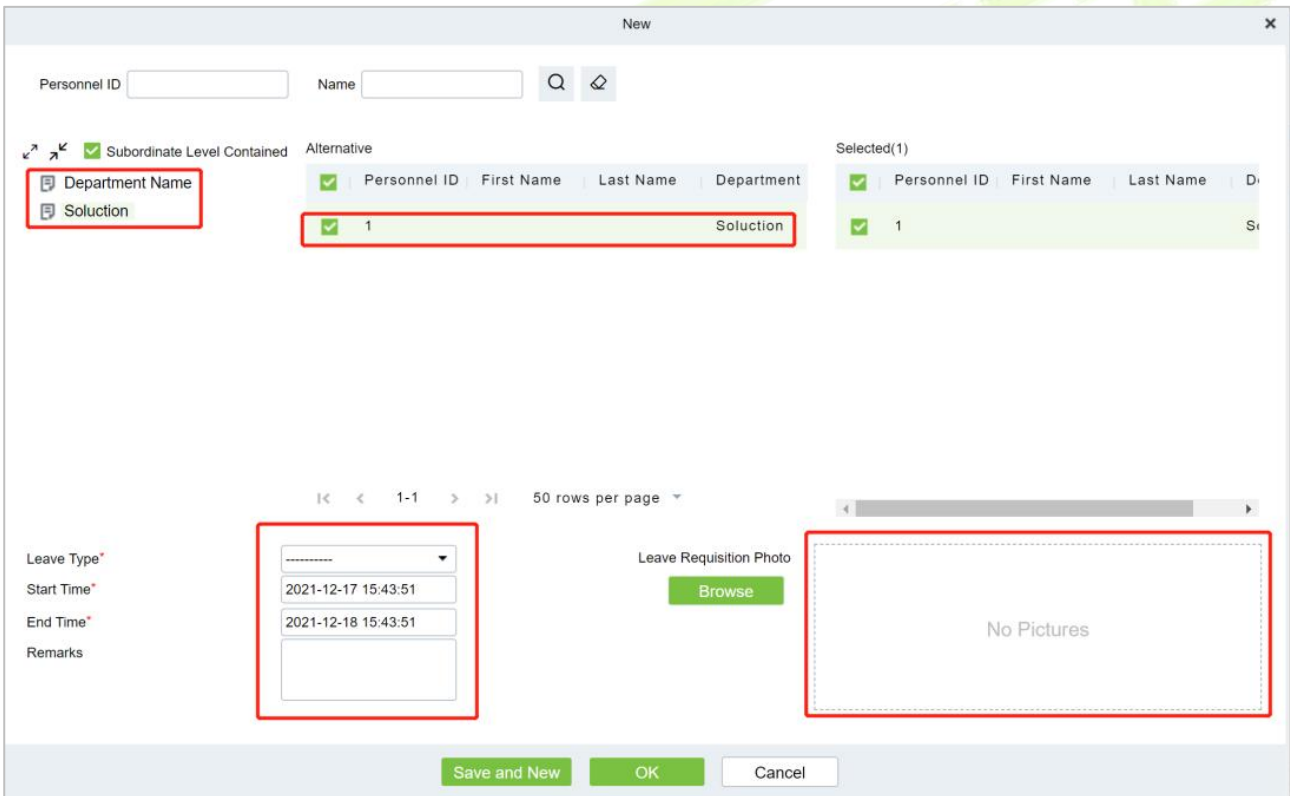 New
Personnel ID Name
Subordinate Level Contained Alternative Selected(1)
Department Name Personnel ID First Name Last Name Department Personnel ID First Name Last Name
Soluction 1 Soluction 1
1-1 50 rows per page
Leave Type* ---------- Leave Requisition Photo
Start Time* 2021-12-17 15:43:51 Browse
End Time* 2021-12-18 15:43:51 No Pictures
Remarks
Save and New OK Cancel